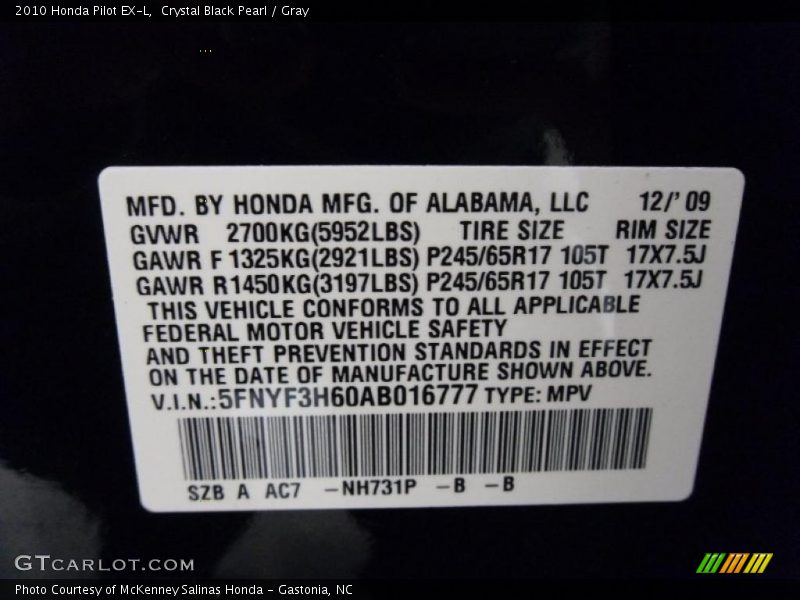 2010 Honda Pilot EX-L, Crystal Black Pearl / Gray
MFD. BY HONDA MFG. OF ALABAMA, LLC 12/' 09
GVWR 2700KG(5952LBS) TIRE SIZE RIM SIZE
GAWR F 1325KG(2921LBS) P245/65R17 105T 17X7.5J
GAWR R1450KG(3197LBS) P245/65R17 105T 17X7.5J
THIS VEHICLE CONFORMS TO ALL APPLICABLE
FEDERAL MOTOR VEHICLE SAFETY
AND THEFT PREVENTION STANDARDS IN EFFECT
ON THE DATE OF MANUFACTURE SHOWN ABOVE.
V.I.N.:5FNYF3H60AB016777 TYPE: MPV
SZB A AC7 -NH731P -B -B
GTCARLOT.COM
Photo Courtesy of McKenney Salinas Honda - Gastonia, NC